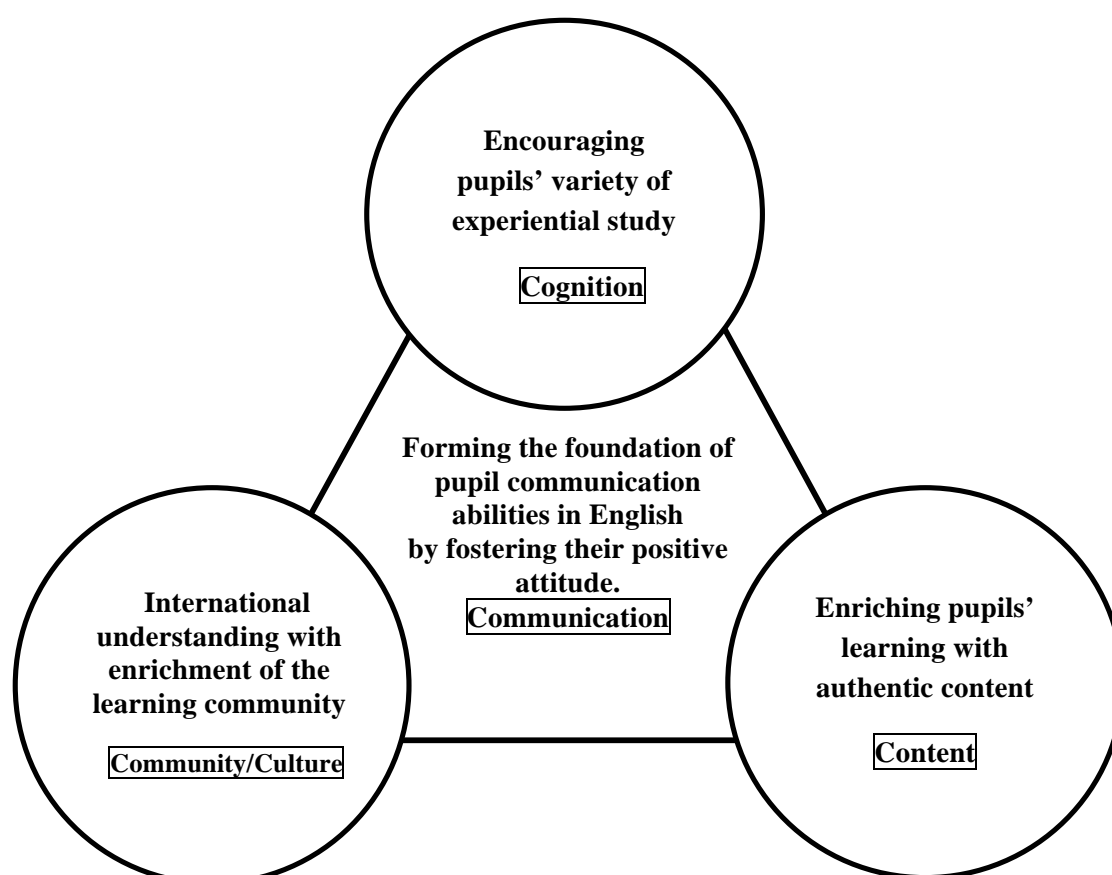 Encouraging
pupils’ variety of
experiential study
Cognition
Forming the foundation of
pupil communication
abilities in English
by fostering their positive
attitude.
Communication
International
understanding with
enrichment of the
learning community
Community/Culture
Enriching pupils’
learning with
authentic content
Content